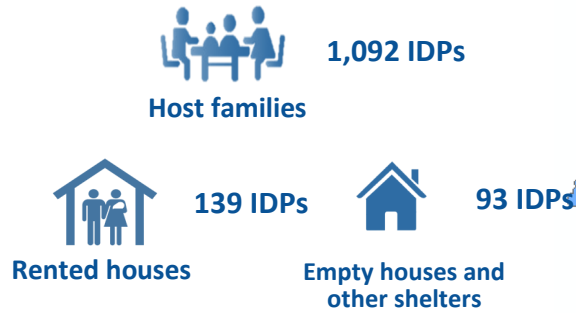 1,092 IDPs
Host families
139 IDPs
93 IDPs
Rented houses
Empty houses and
other shelters